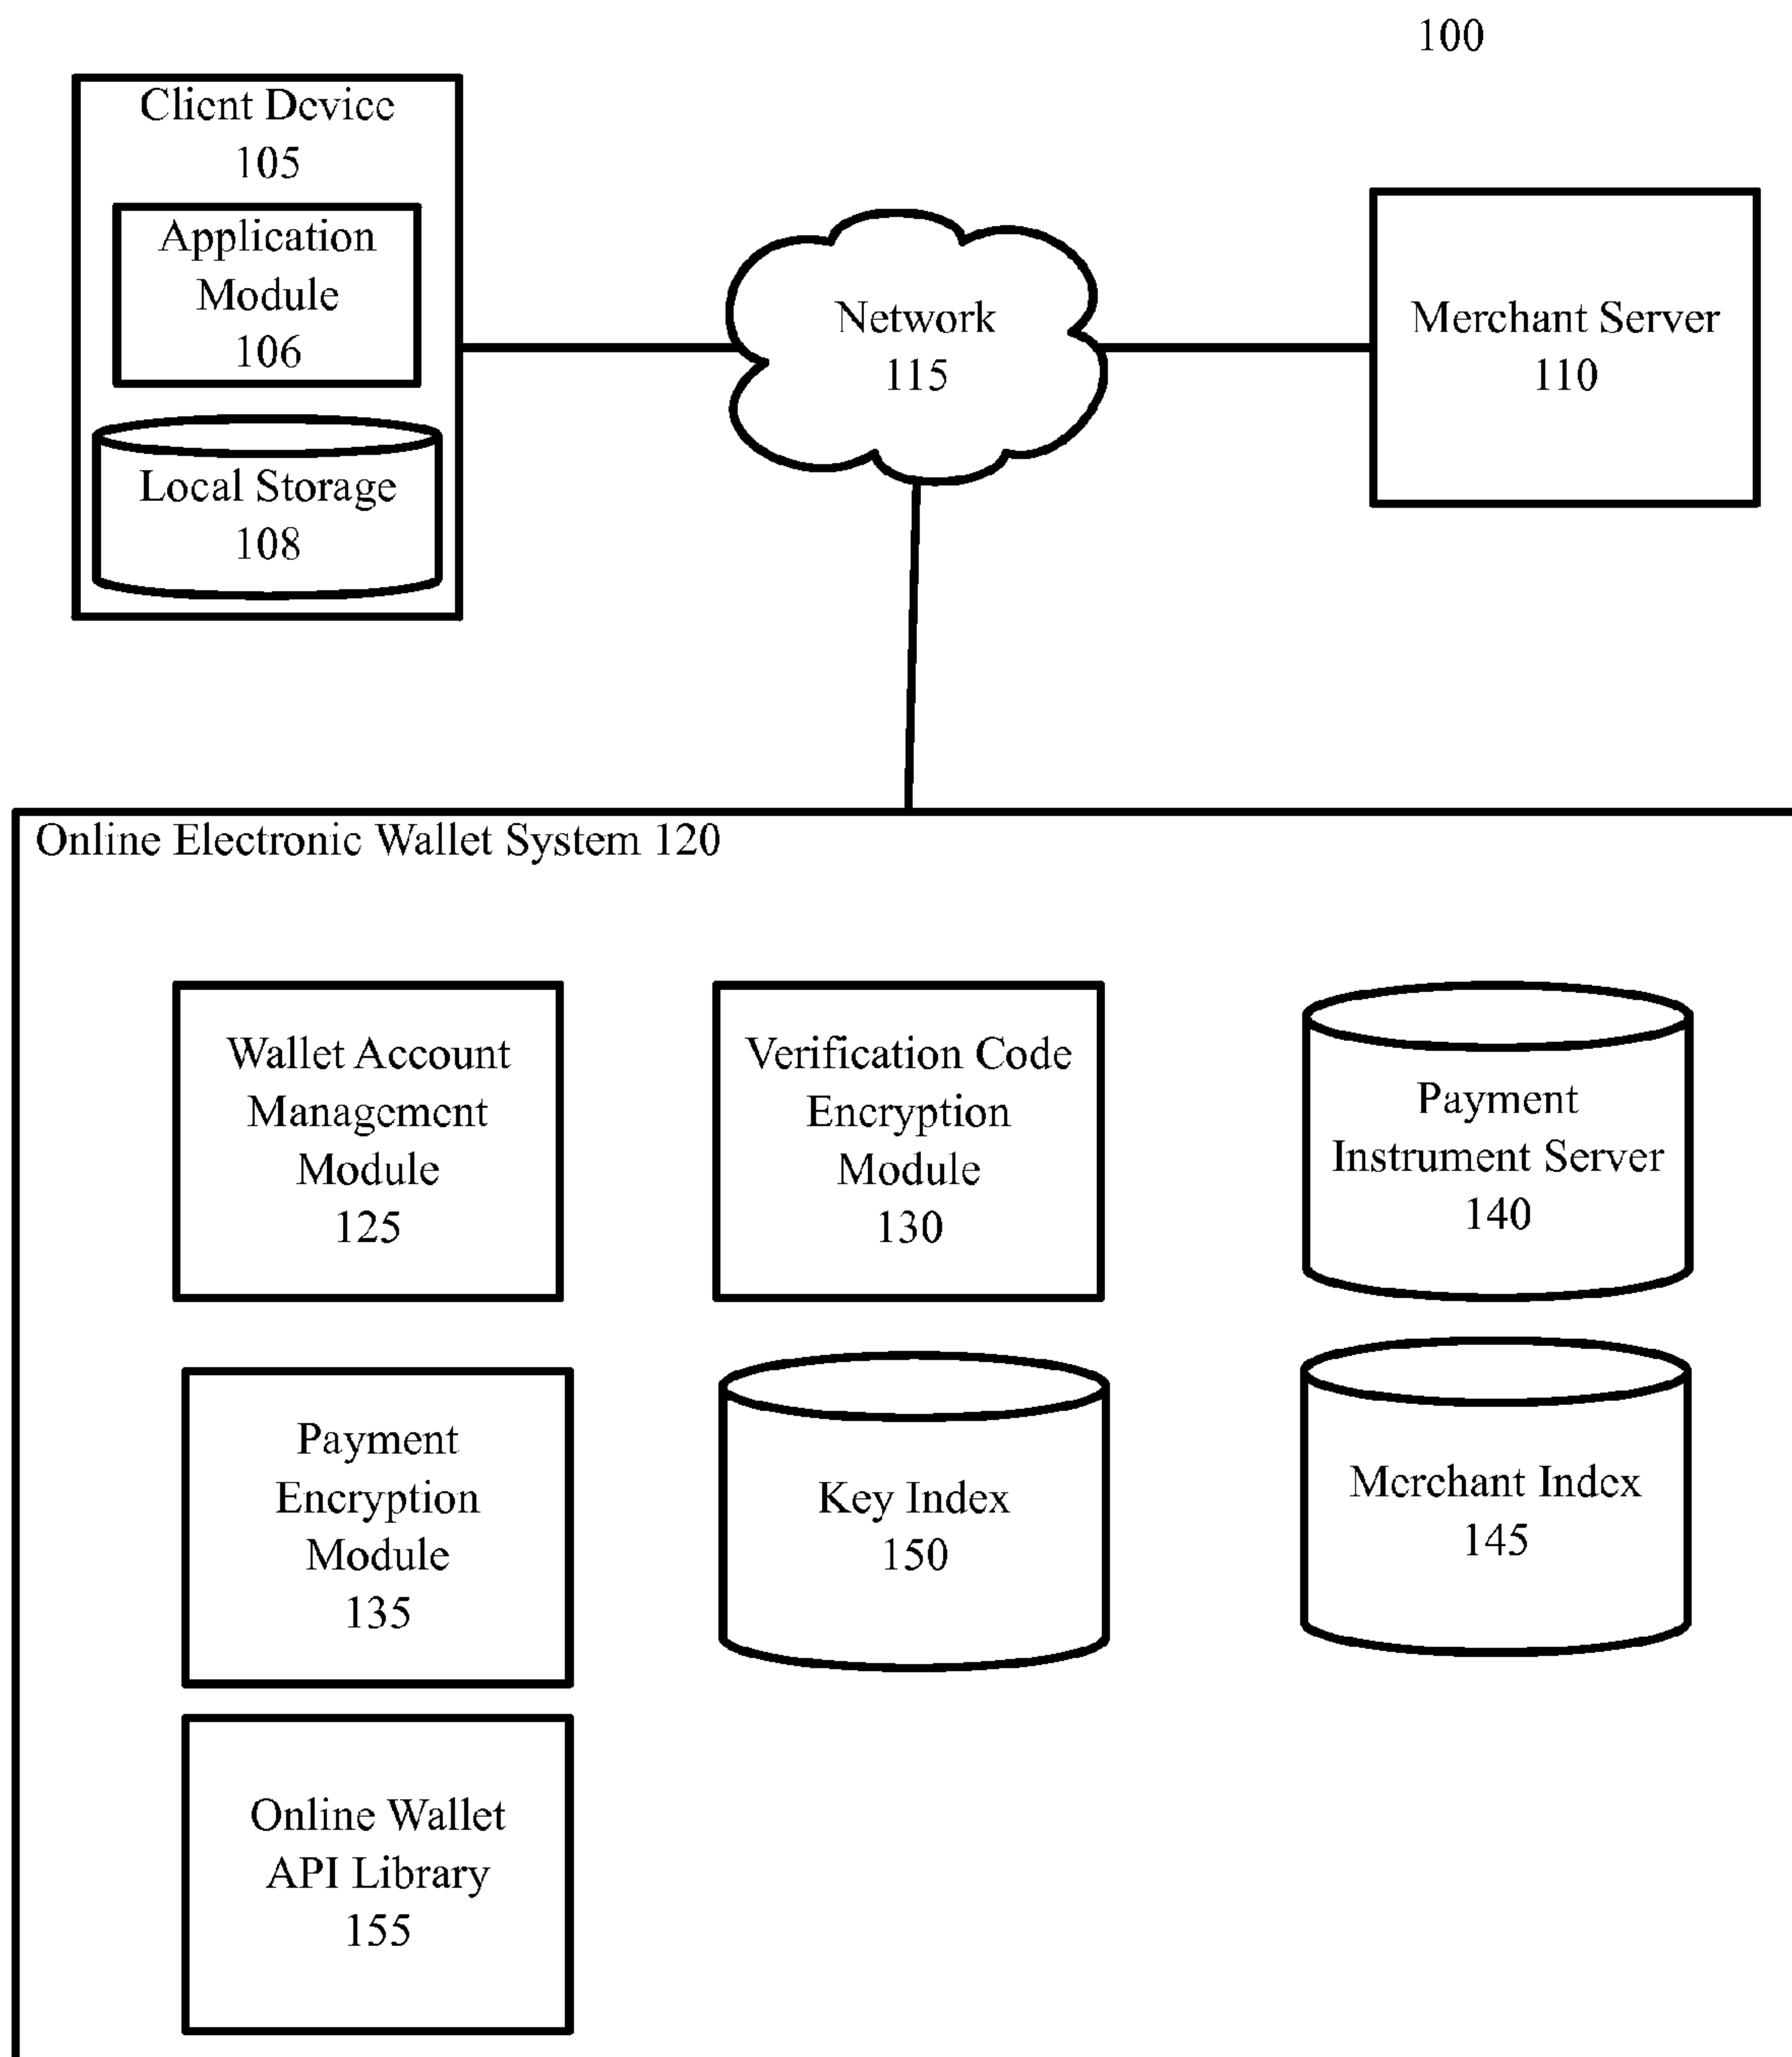 100
Client Device
105
Application
Module
106
Local Storage
108
Network
115
Merchant Server
110
Online Electronic Wallet System 120
Wallet Account
Management
Module
125
Verification Code
Encryption
Module
130
Payment
Instrument Server
140
Payment
Encryption
Module
135
Key Index
150
Merchant Index
145
Online Wallet
API Library
155